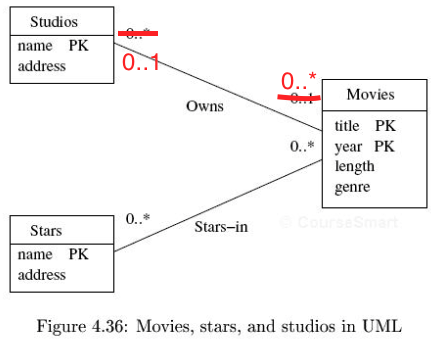 Studios
name PK
address
0..*
0..1
0..*
0..1
Owns
Movies
title PK
year PK
length
genre
0..*
© CourseSmart
0..*
Stars-in
Stars
name PK
address
Figure 4.36: Movies, stars, and studios in UML